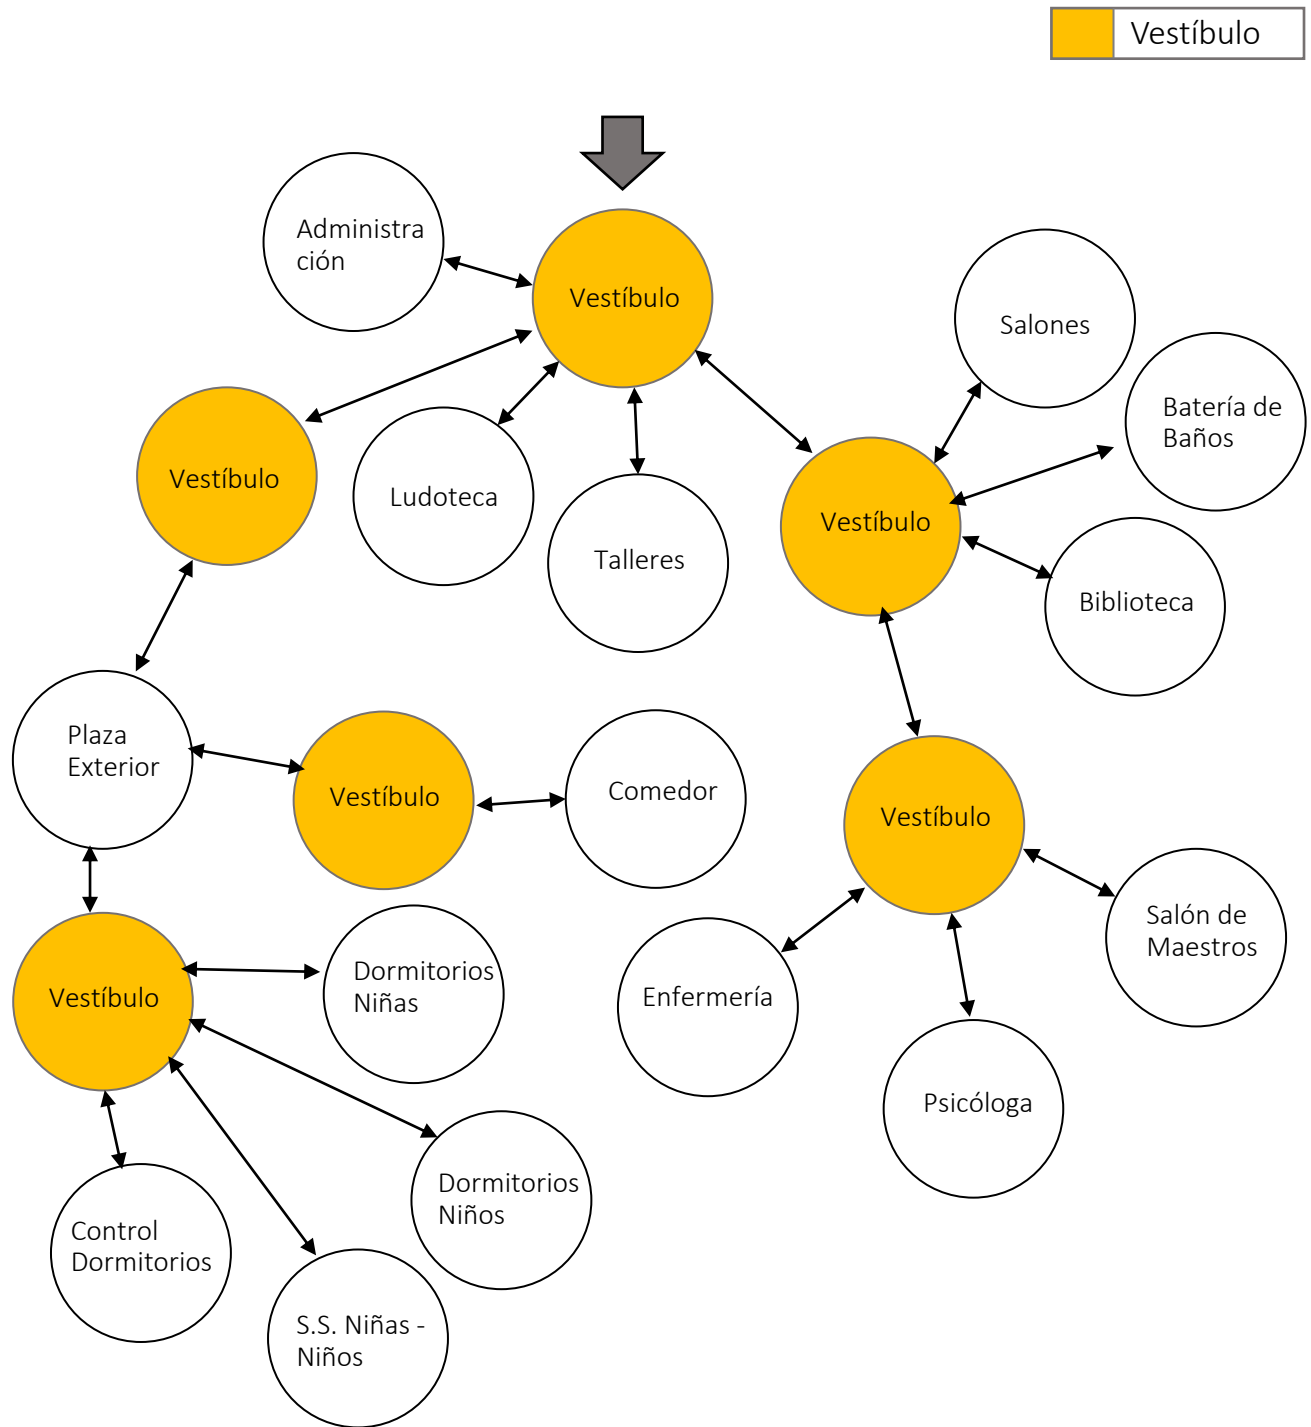 Vestíbulo
Administra
ción
Vestíbulo
Salones
Batería de
Baños
Vestíbulo
Ludoteca
Talleres
Vestíbulo
Biblioteca
Plaza
Exterior
Vestíbulo
Comedor
Vestíbulo
Salón de
Maestros
Vestíbulo
Dormitorios
Niñas
Enfermería
Psicóloga
Dormitorios
Niños
Control
Dormitorios
S.S. Niñas -
Niños